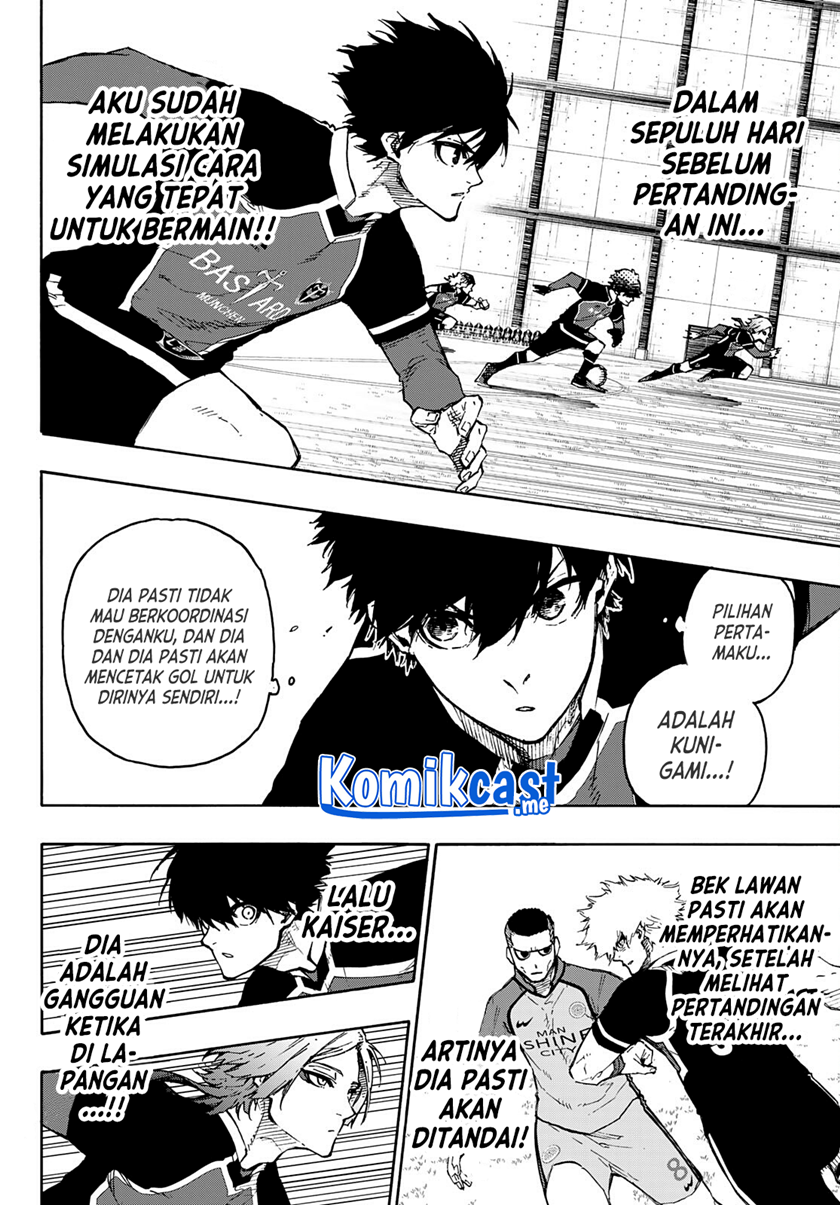 DALAM
SEPULUH HARI
SEBELUM
PERTANDING-
AN INI...
AKU SUDAH
MELAKUKAN
SIMULASI CARA
YANG TEPAT
UNTUK BERMAIN!!
BASTARD
MÜNCHEN
PILIHAN
PERTA-
MAKU...
ADALAH
KUNI-
GAMI...!
DIA PASTI TIDAK
MAU BERKOORDINASI
DENGANKU, DAN DIA
DAN DIA PASTI AKAN
MENCETAK GOL UNTUK
DIRINYA SENDIRI...!
Komikcast
.me
BEK LAWAN
PASTI AKAN
MEMPERHATIKAN-
NYA, SETELAH
MELIHAT
PERTANDINGAN
TERAKHIR...
MAN
SHINE
CITY
8
ARTINYA
DIA PASTI
AKAN
DITANDAI!
LALU
KAISER...
DIA
ADALAH
GANGGUAN
KETIKA
DI LA-
PANGAN
...!!